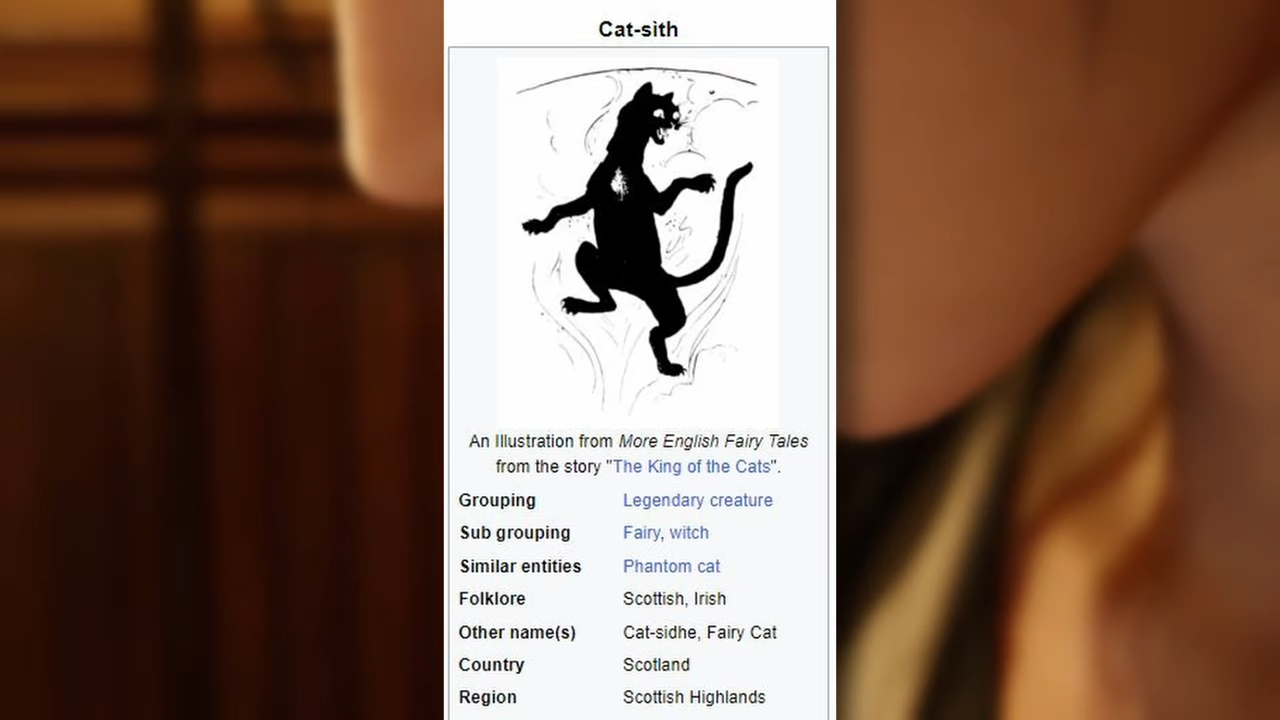 Cat-sìth
An Illustration from More English Fairy Tales
from the story "The King of the Cats".
Grouping Legendary creature
Sub grouping Fairy, witch
Similar entities Phantom cat
Folklore Scottish, Irish
Other name(s) Cat-sidhe, Fairy Cat
Country Scotland
Region Scottish Highlands